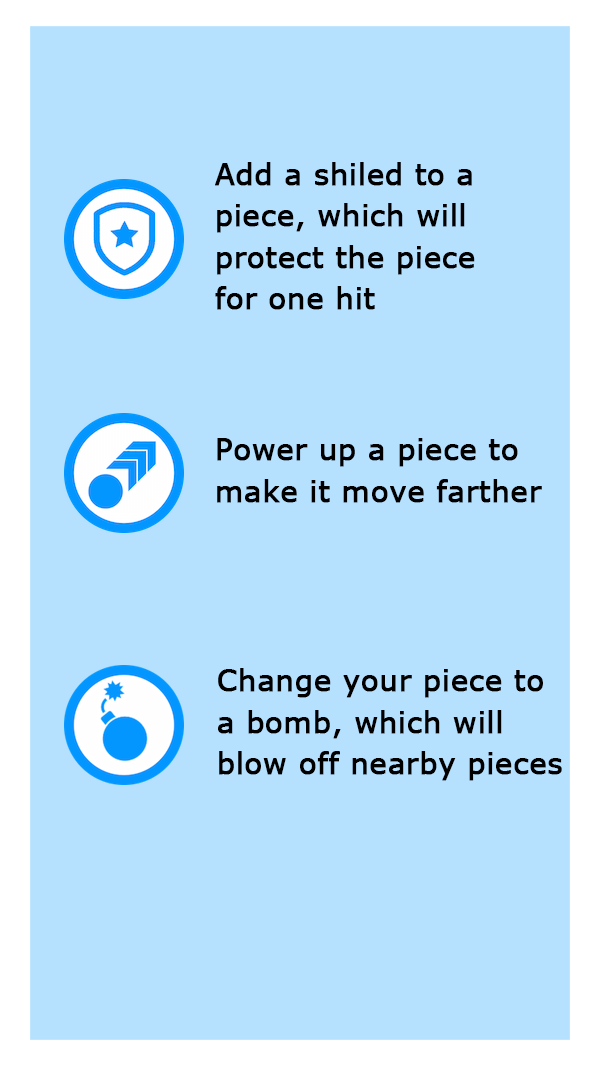 Add a shiled to a
piece, which will
protect the piece
for one hit
Power up a piece to
make it move farther
Change your piece to
a bomb, which will
blow off nearby pieces